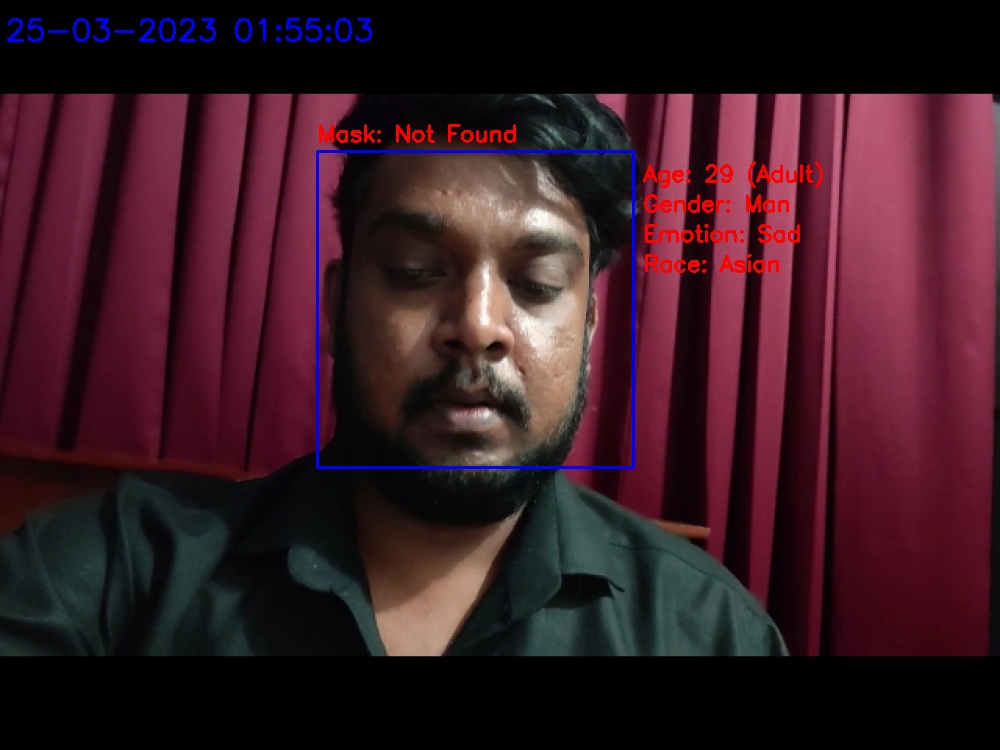 25-03-2023 01:55:03
Mask: Not Found
Age: 29 (Adult)
Gender: Man
Emotion: Sad
Race: Asian